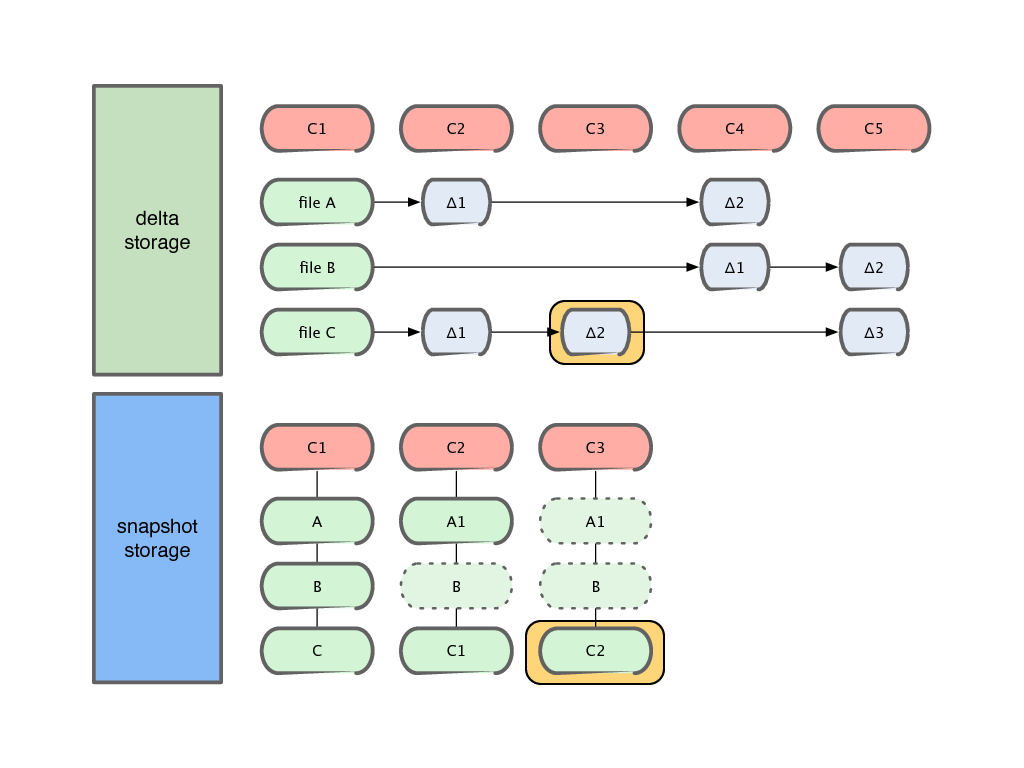 delta
storage
C1 C2 C3 C4 C5
file A Δ1 Δ2
file B Δ1 Δ2
file C Δ1 Δ2 Δ3
snapshot
storage
C1 C2 C3
A A1 A1
B B B
C C1 C2